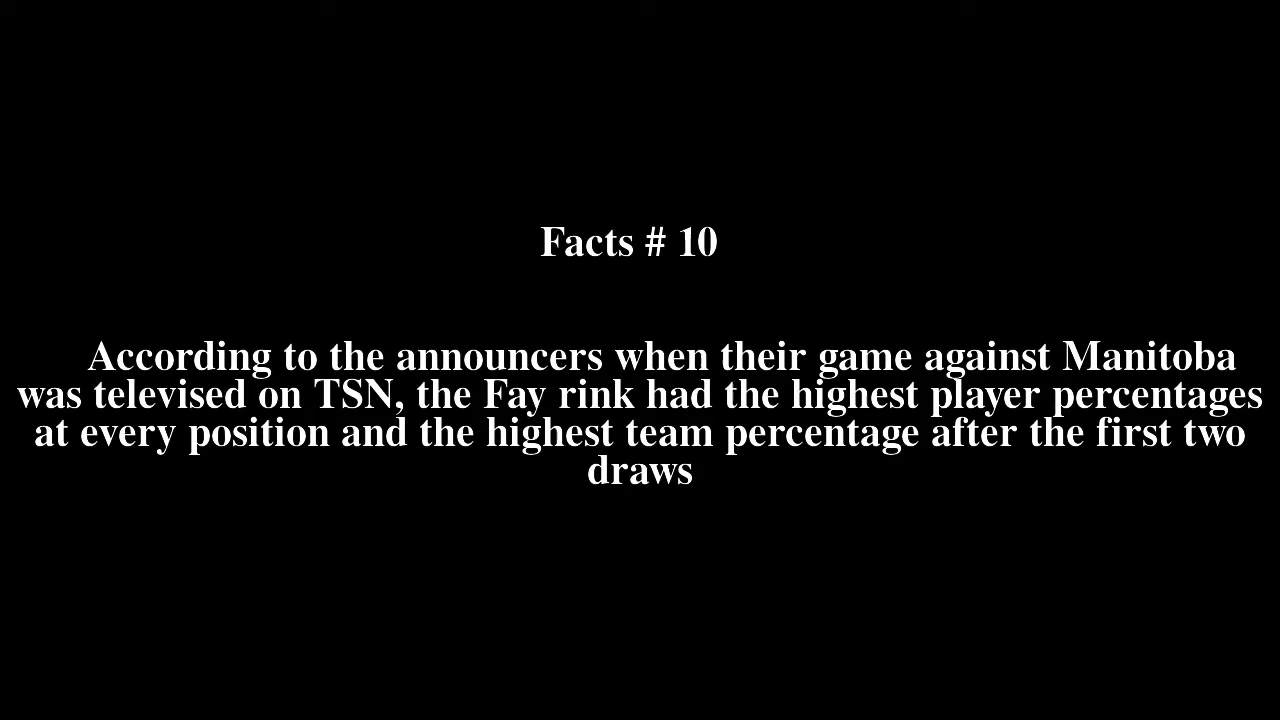 Facts # 10
According to the announcers when their game against Manitoba
was televised on TSN, the Fay rink had the highest player percentages
at every position and the highest team percentage after the first two
draws